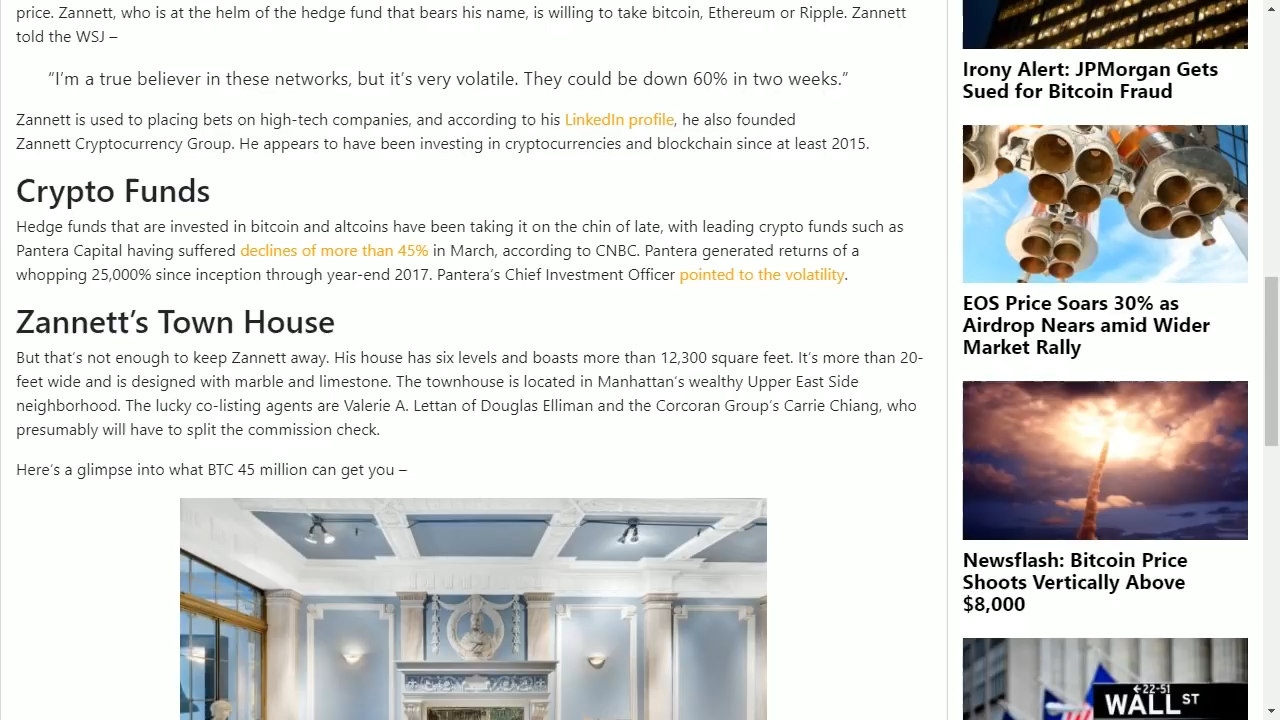 price. Zannett, who is at the helm of the hedge fund that bears his name, is willing to take bitcoin, Ethereum or Ripple. Zannett
told the WSJ –
“I’m a true believer in these networks, but it’s very volatile. They could be down 60% in two weeks.”
Zannett is used to placing bets on high-tech companies, and according to his LinkedIn profile, he also founded
Zannett Cryptocurrency Group. He appears to have been investing in cryptocurrencies and blockchain since at least 2015.
Crypto Funds
Hedge funds that are invested in bitcoin and altcoins have been taking it on the chin of late, with leading crypto funds such as
Pantera Capital having suffered declines of more than 45% in March, according to CNBC. Pantera generated returns of a
whopping 25,000% since inception through year-end 2017. Pantera’s Chief Investment Officer pointed to the volatility.
Zannett’s Town House
But that’s not enough to keep Zannett away. His house has six levels and boasts more than 12,300 square feet. It’s more than 20-
feet wide and is designed with marble and limestone. The townhouse is located in Manhattan’s wealthy Upper East Side
neighborhood. The lucky co-listing agents are Valerie A. Lettan of Douglas Elliman and the Corcoran Group’s Carrie Chiang, who
presumably will have to split the commission check.
Here’s a glimpse into what BTC 45 million can get you –
Irony Alert: JPMorgan Gets
Sued for Bitcoin Fraud
EOS Price Soars 30% as
Airdrop Nears amid Wider
Market Rally
Newsflash: Bitcoin Price
Shoots Vertically Above
$8,000
←22-51
WALL ST